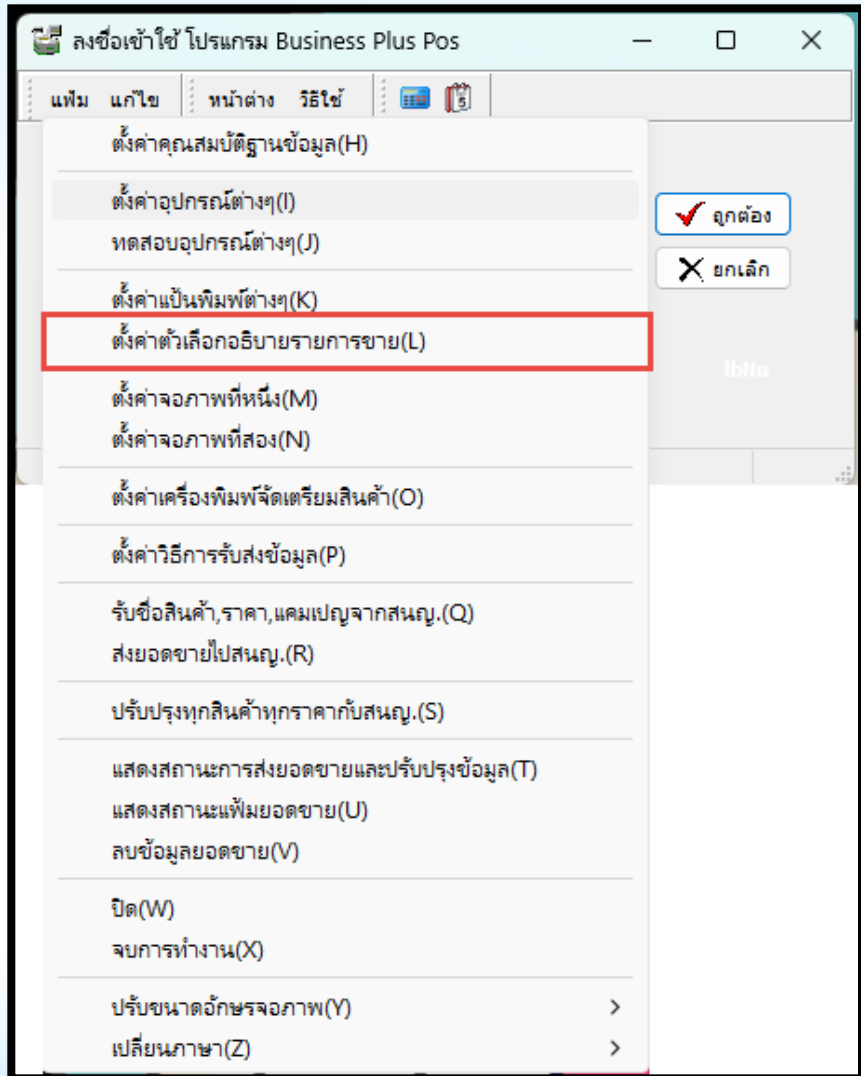 ลงชื่อเข้าใช้ โปรแกรม Business Plus Pos
แฟ้ม แก้ไข หน้าต่าง วิธีใช้
ตั้งค่าคุณสมบัติฐานข้อมูล(H)
ตั้งค่าอุปกรณ์ต่างๆ(I)
ถูกต้อง
ทดสอบอุปกรณ์ต่างๆ(J)
ยกเลิก
ตั้งค่าแป้นพิมพ์ต่างๆ(K)
ตั้งค่าตัวเลือกอธิบายรายการขาย(L)
ibNu
ตั้งค่าจอภาพที่หนึ่ง(M)
ตั้งค่าจอภาพที่สอง(N)
ตั้งค่าเครื่องพิมพ์จัดเตรียมสินค้า(O)
ตั้งค่าวิธีการรับส่งข้อมูล(P)
รับชื่อสินค้า,ราคา,แคมเปญจากสนญ.(Q)
ส่งยอดขายไปสนญ.(R)
ปรับปรุงทุกสินค้าทุกราคากับสนญ.(S)
แสดงสถานะการส่งยอดขายและปรับปรุงข้อมูล(T)
แสดงสถานะแฟ้มยอดขาย(U)
ลบข้อมูลยอดขาย(V)
ปิด(W)
จบการทำงาน(X)
ปรับขนาดอักษรจอภาพ(Y)
เปลี่ยนภาษา(Z)